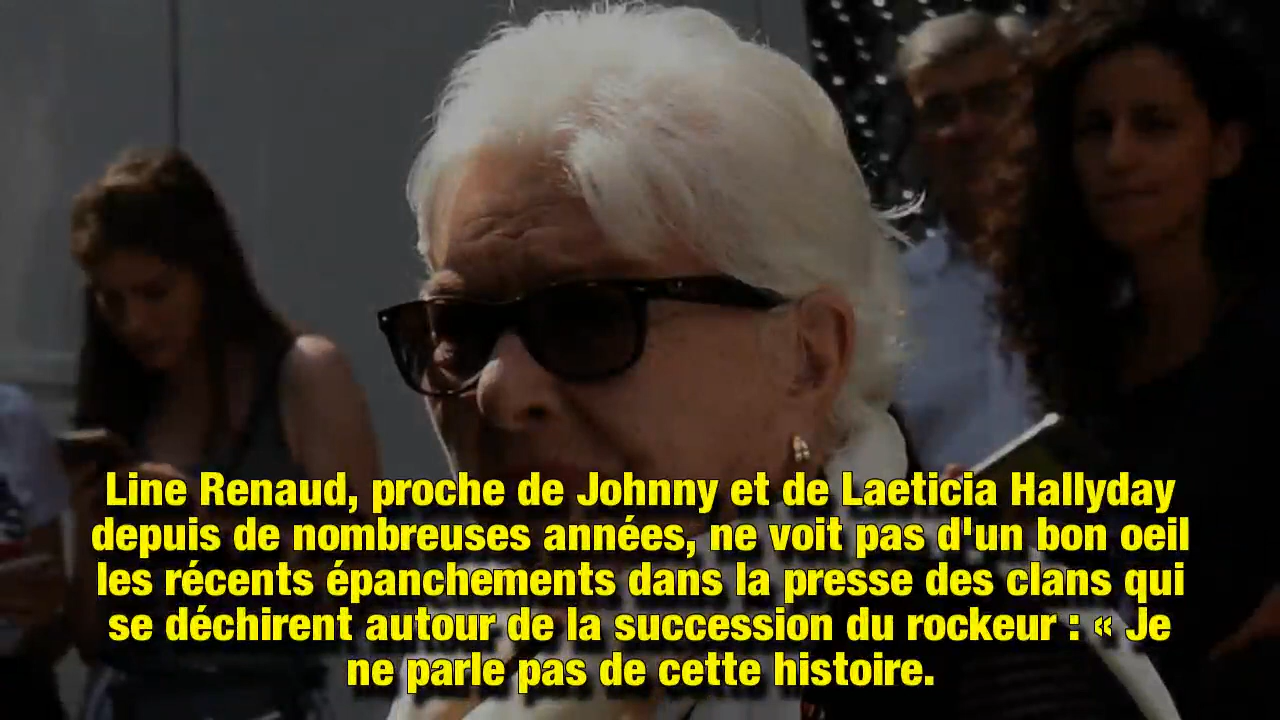 Line Renaud, proche de Johnny et de Laeticia Hallyday
depuis de nombreuses années, ne voit pas d'un bon oeil
les récents épanchements dans la presse des clans qui
se déchirent autour de la succession du rockeur : « Je
ne parle pas de cette histoire.